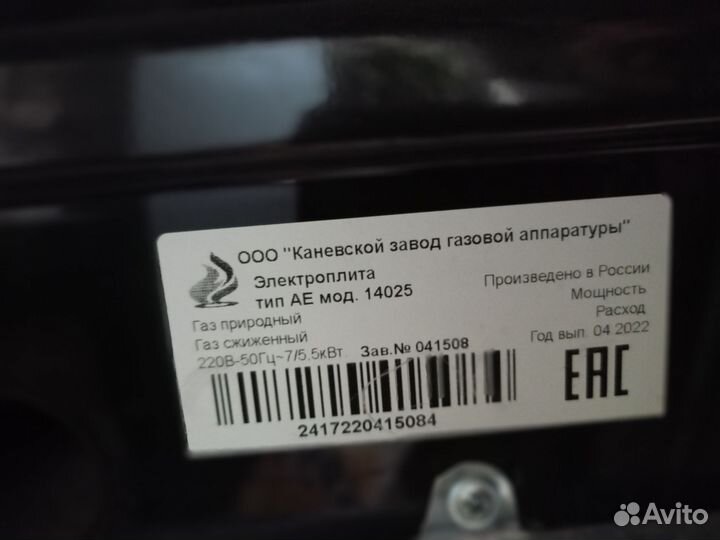 ООО "Каневской завод газовой аппаратуры"
Электроплита
тип АЕ мод. 14025
Произведено в России
Газ природный
Мощность
Газ сжиженный
Расход
220В-50Гц~7/5,5кВт. Зав.№ 041508
Год вып. 04.2022
2417220415084
EAC
Avito